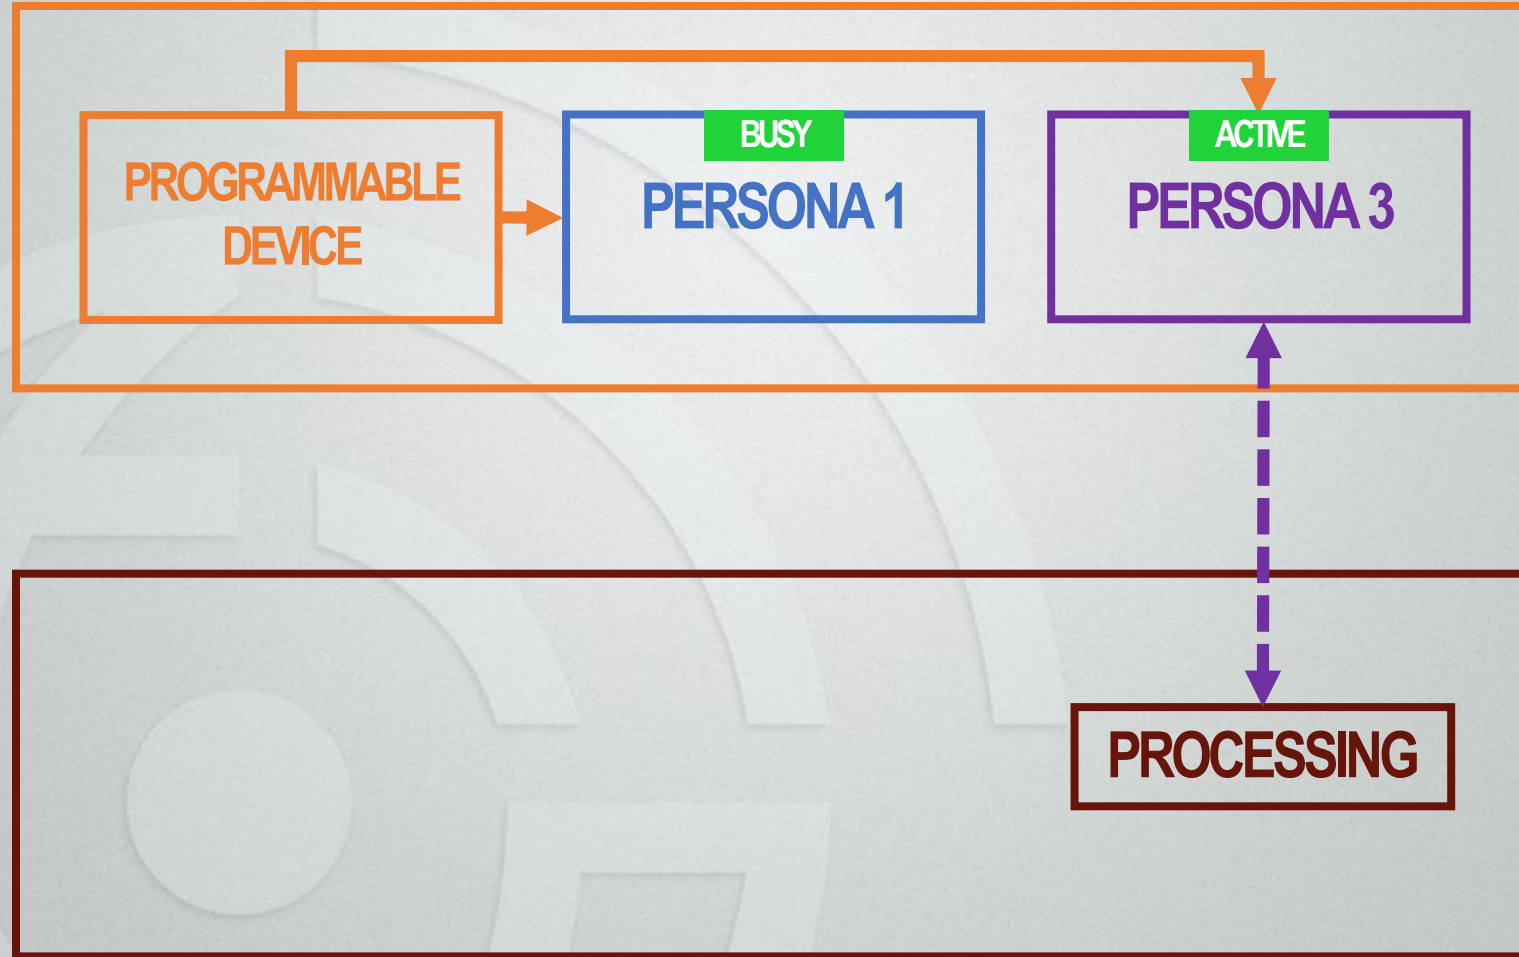 BUSY
ACTIVE
PROGRAMMABLE
DEVICE
PERSONA 1
PERSONA 3
PROCESSING